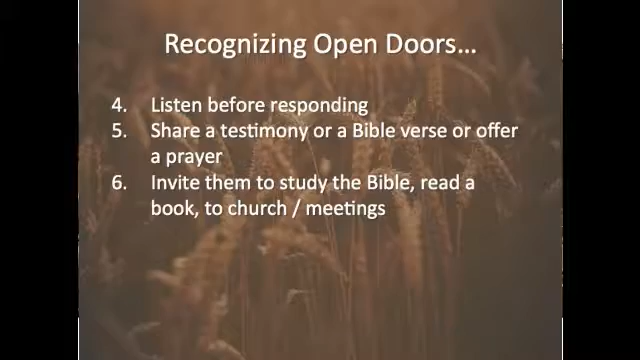 Recognizing Open Doors...
4. Listen before responding
5. Share a testimony or a Bible verse or offer
a prayer
6. Invite them to study the Bible, read a
book, to church / meetings